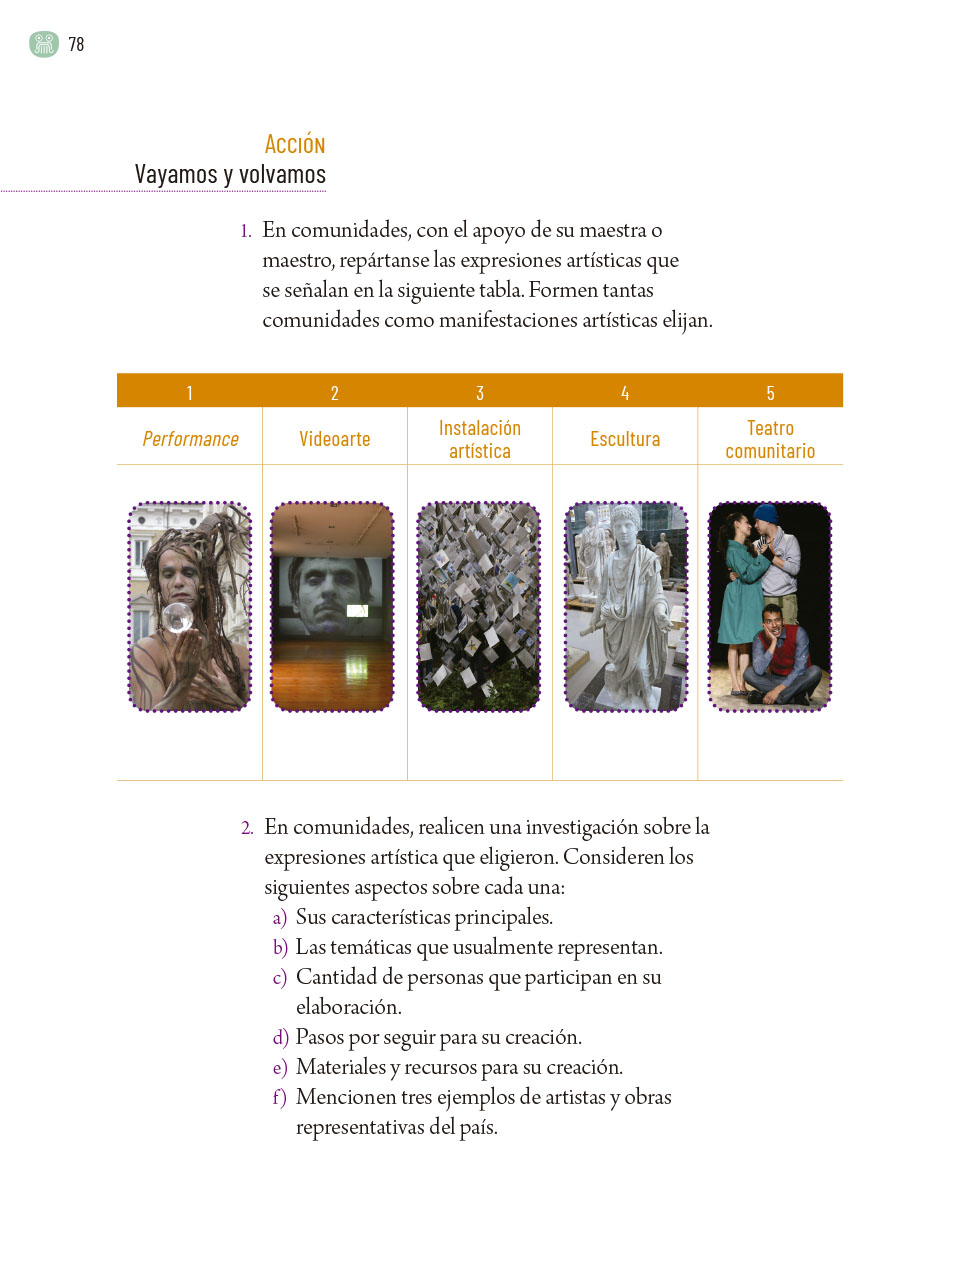 78
Acción
Vayamos y volvamos
1. En comunidades, con el apoyo de su maestra o
maestro, repártanse las expresiones artísticas que
se señalan en la siguiente tabla. Formen tantas
comunidades como manifestaciones artísticas elijan.
1 2 3 4 5
Performance Videoarte Instalación artística Escultura Teatro comunitario
2. En comunidades, realicen una investigación sobre la
expresiones artística que eligieron. Consideren los
siguientes aspectos sobre cada una:
a) Sus características principales.
b) Las temáticas que usualmente representan.
c) Cantidad de personas que participan en su
elaboración.
d) Pasos por seguir para su creación.
e) Materiales y recursos para su creación.
f) Mencionen tres ejemplos de artistas y obras
representativas del país.